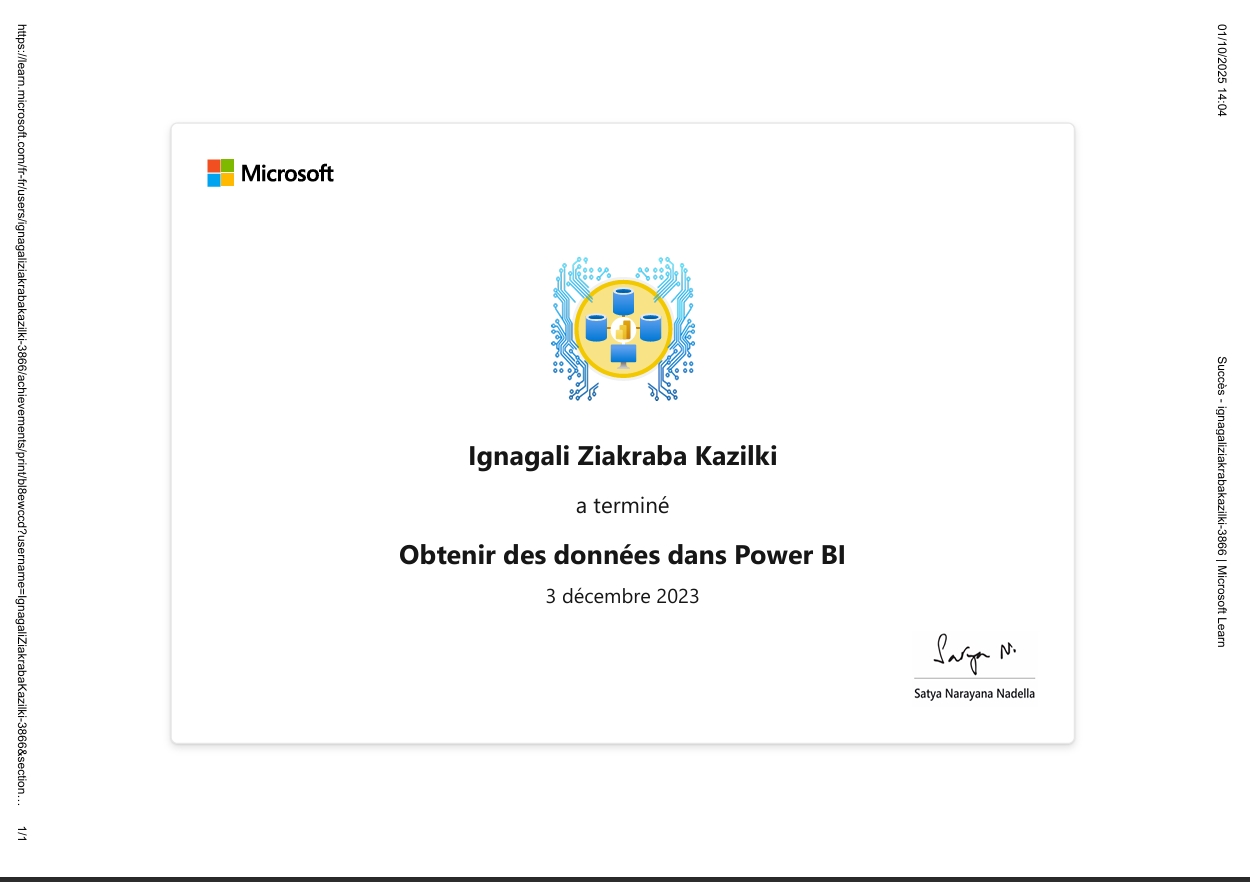 01/10/2025 14:04
Succès - ignagaliziakrabakazilki-3866 | Microsoft Learn
Microsoft
Ignagali Ziakraba Kazilki
a terminé
Obtenir des données dans Power BI
3 décembre 2023
Satya N.
Satya Narayana Nadella
https://learn.microsoft.com/fr-fr/users/ignagaliziakrabakazilki-3866/achievements/print/bl8ewccd?username=IgnagaliZiakrabaKazilki-3866&section…
1/1